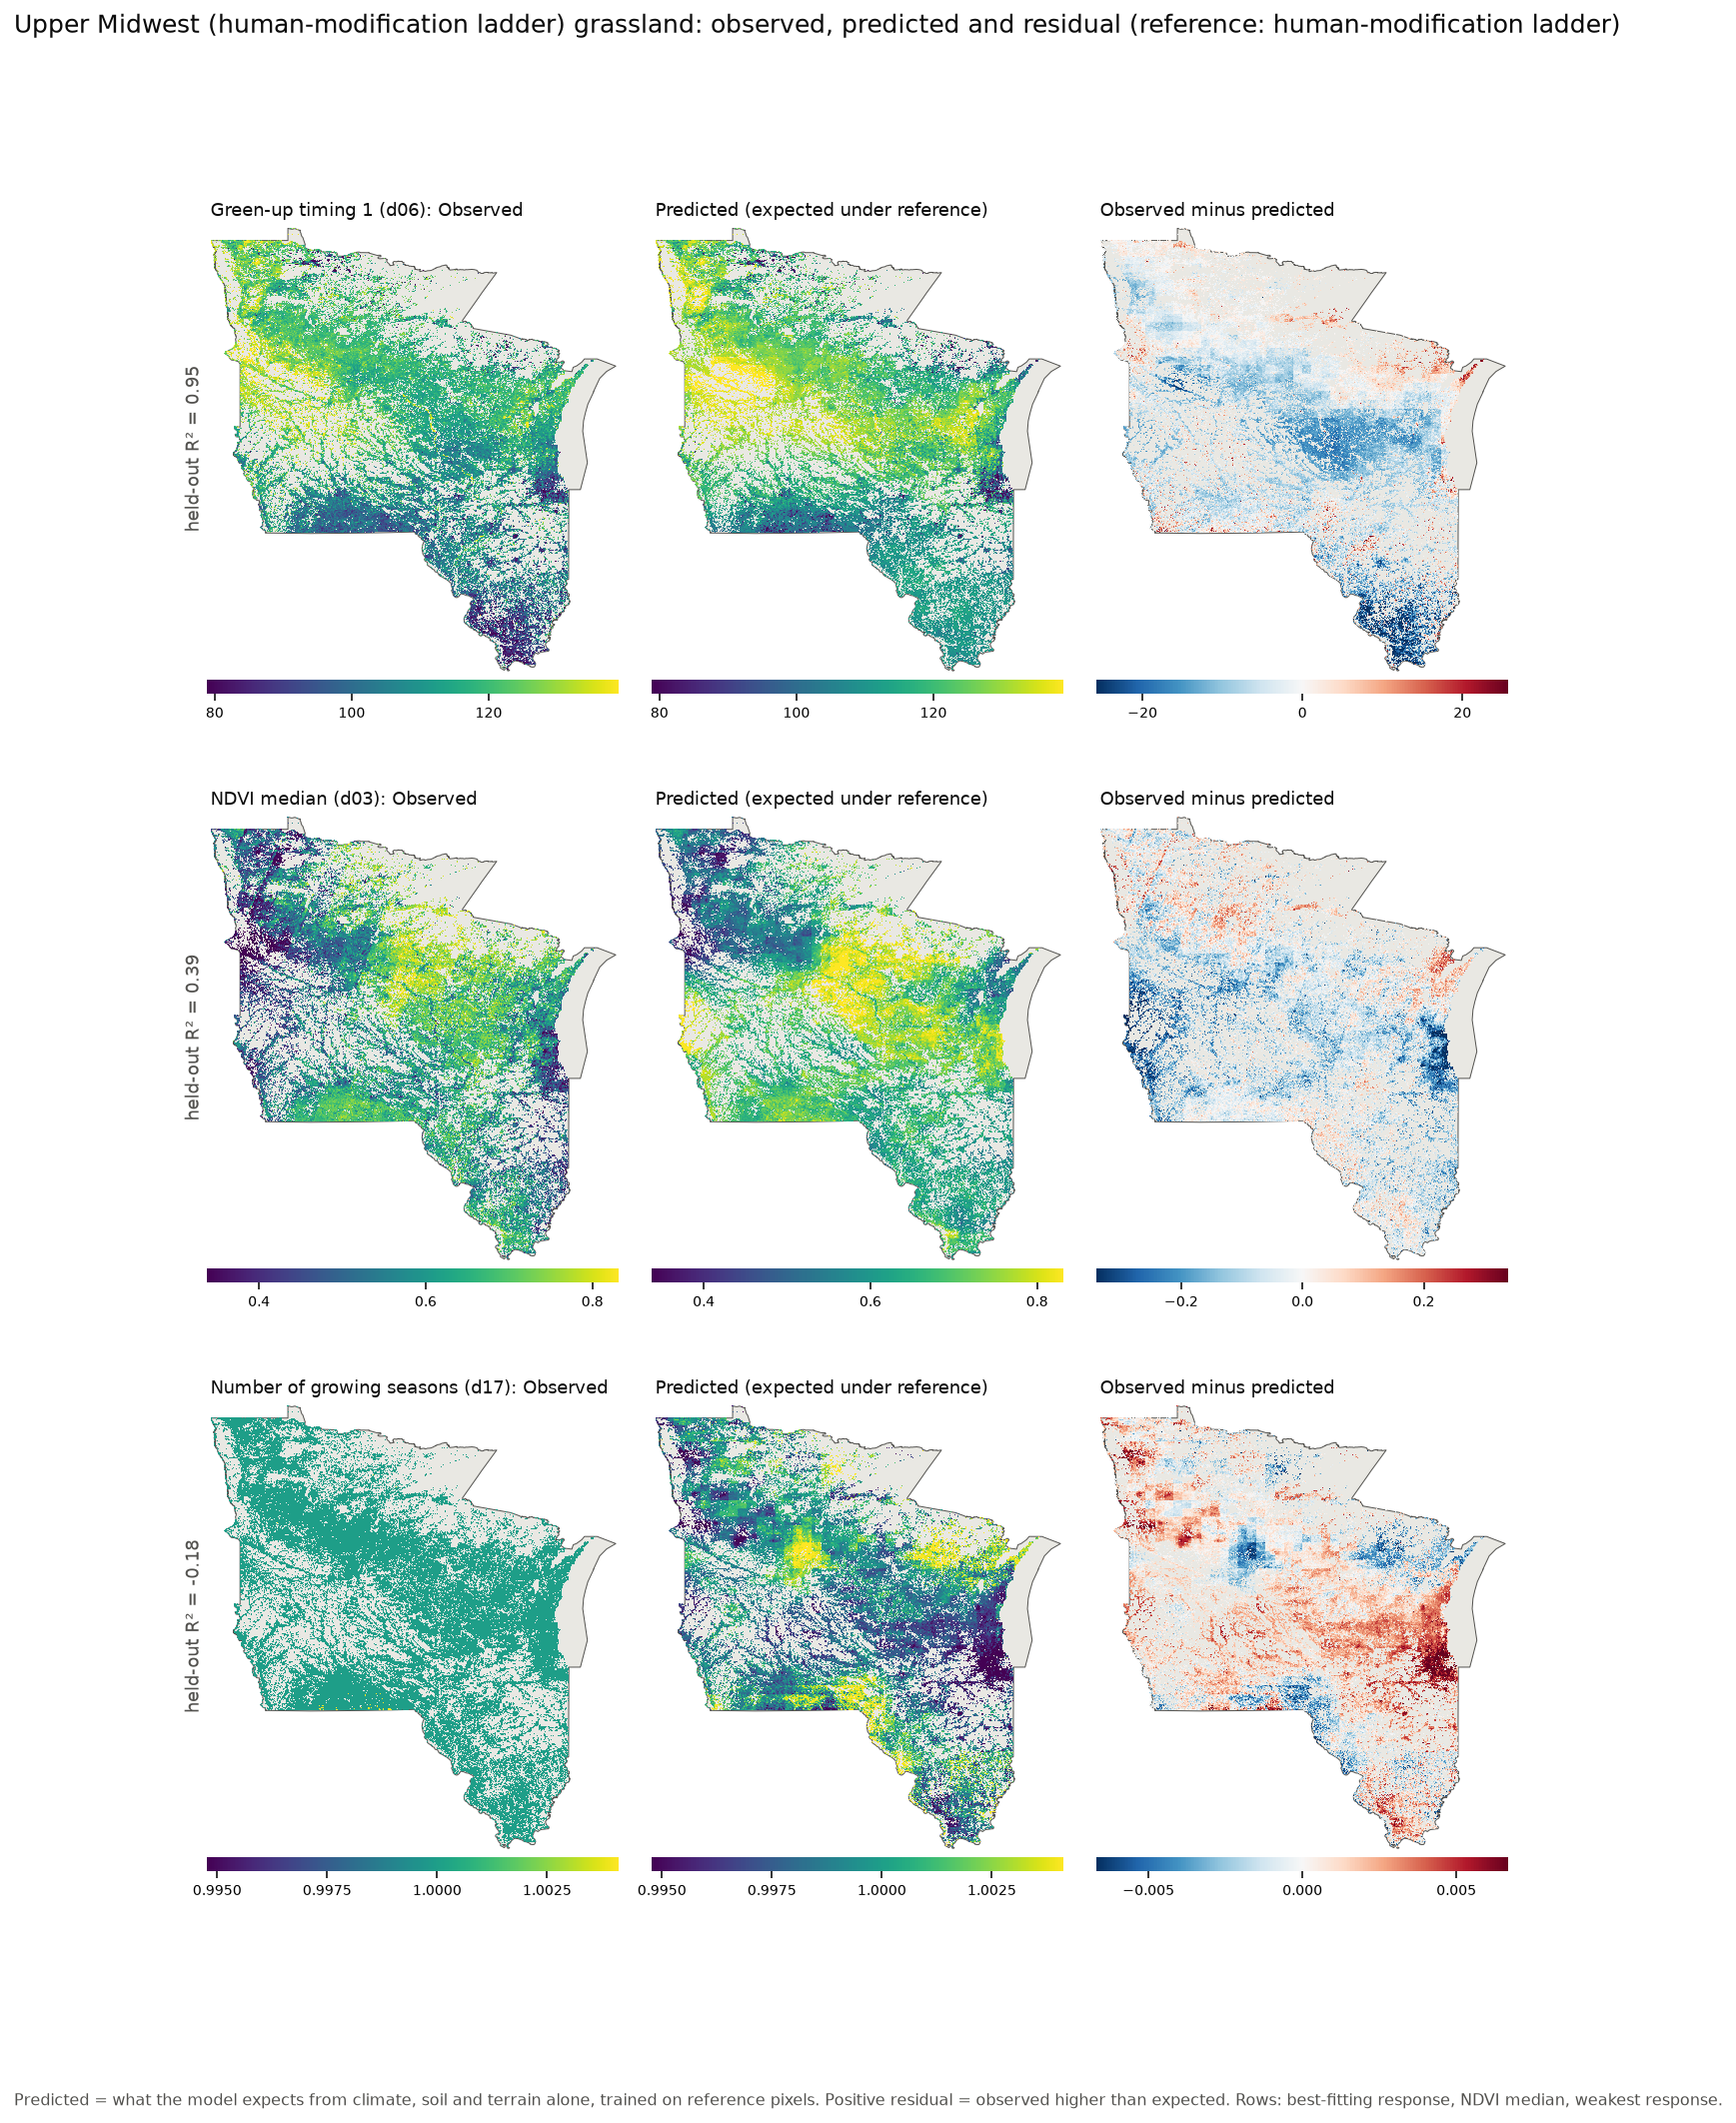 Upper Midwest (human-modification ladder) grassland: observed, predicted and residual (reference: human-modification ladder)
Green-up timing 1 (d06): Observed
Predicted (expected under reference)
Observed minus predicted
held-out R² = 0.95
80 100 120
80 100 120
−20 0 20
NDVI median (d03): Observed
Predicted (expected under reference)
Observed minus predicted
held-out R² = 0.39
0.4 0.6 0.8
0.4 0.6 0.8
−0.2 0.0 0.2
Number of growing seasons (d17): Observed
Predicted (expected under reference)
Observed minus predicted
held-out R² = -0.18
0.9950 0.9975 1.0000 1.0025
0.9950 0.9975 1.0000 1.0025
−0.005 0.000 0.005
Predicted = what the model expects from climate, soil and terrain alone, trained on reference pixels. Positive residual = observed higher than expected. Rows: best-fitting response, NDVI median, weakest response.